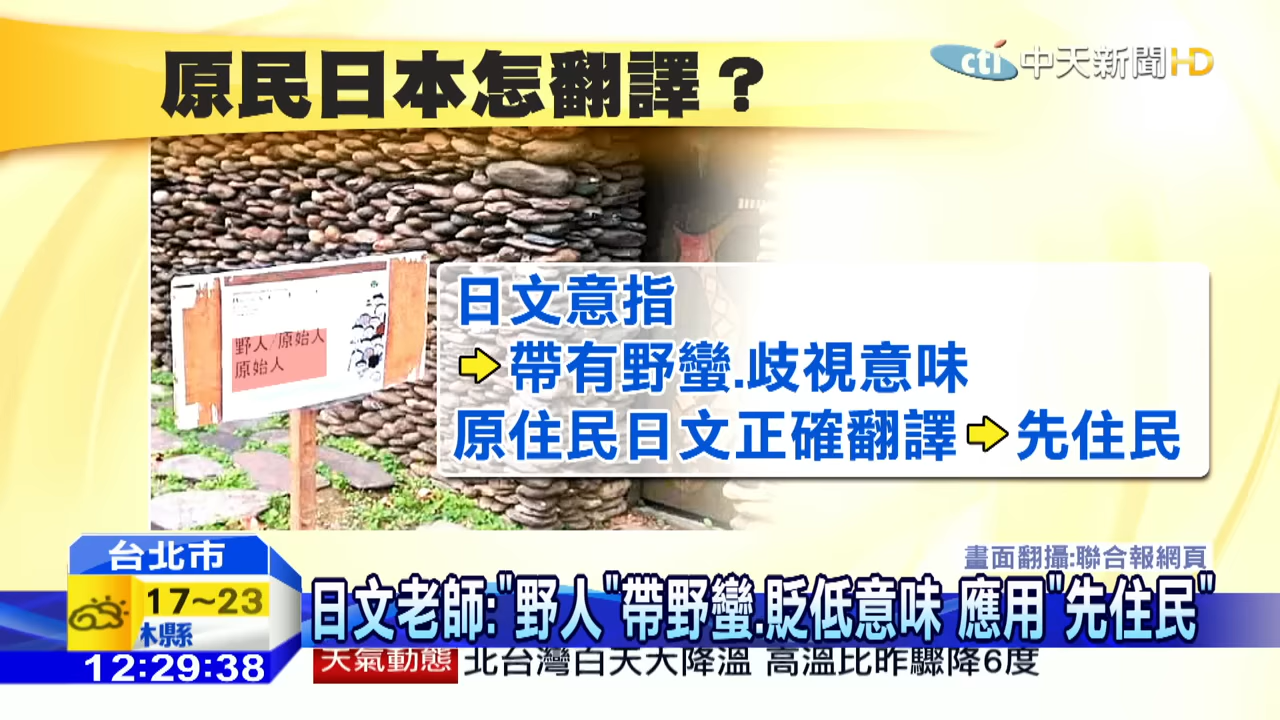 原民日本怎翻譯？
cti 中天新聞HD
野人/原始人
原始人
日文意指
帶有野蠻.歧視意味
原住民日文正確翻譯 先住民
畫面翻攝:聯合報網頁
台北市
17~23
林縣
日文老師:"野人"帶野蠻.貶低意味 應用"先住民"
12:29:38
天氣動態 北台灣白天大降溫 高溫比昨驟降6度